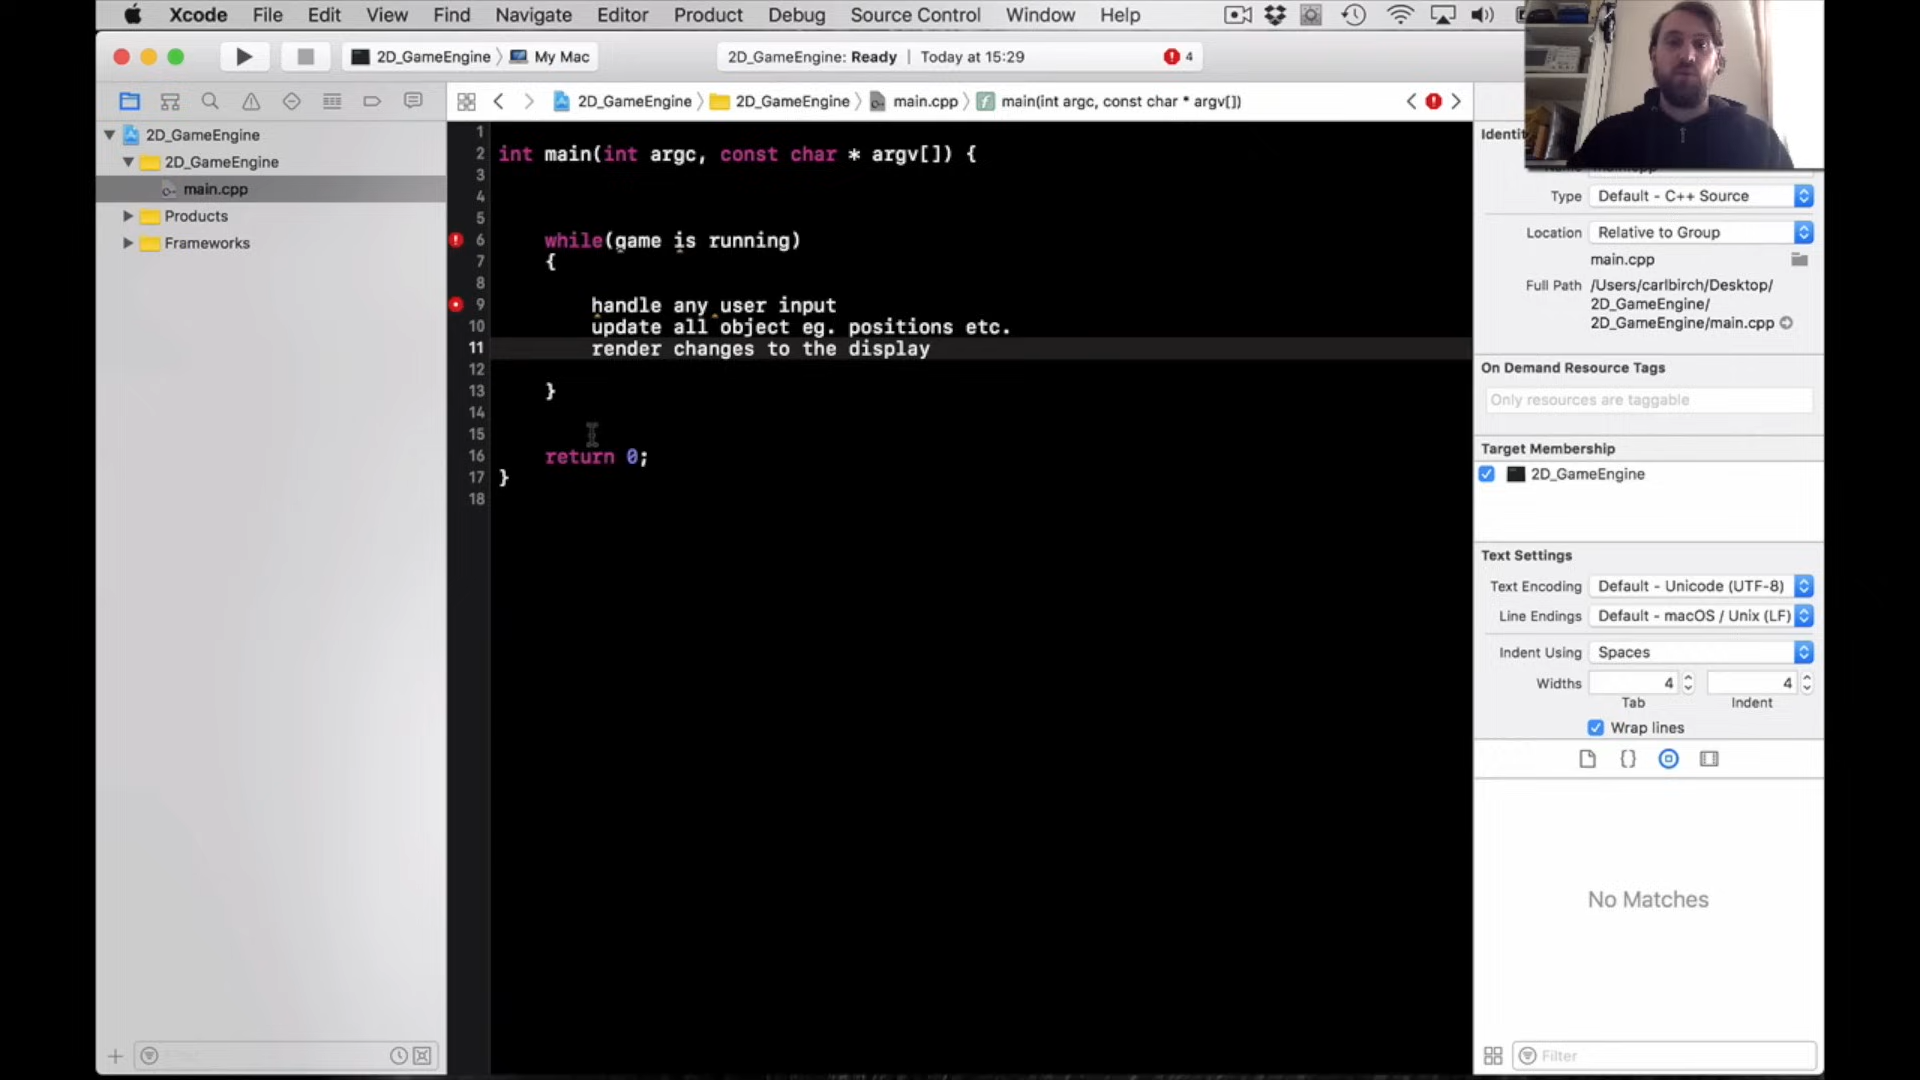 Xcode File Edit View Find Navigate Editor Product Debug Source Control Window Help
2D_GameEngine My Mac
2D_GameEngine: Ready | Today at 15:29
4
2D_GameEngine 2D_GameEngine main.cpp main(int argc, const char * argv[])
2D_GameEngine
2D_GameEngine
main.cpp
Products
Frameworks
1
2 int main(int argc, const char * argv[]) {
3
4
5
6 while(game is running)
7 {
8
9 handle any user input
10 update all object eg. positions etc.
11 render changes to the display
12
13 }
14
15
16 return 0;
17 }
18
Type Default - C++ Source
Location Relative to Group
main.cpp
Full Path /Users/carlbirch/Desktop/
2D_GameEngine/
2D_GameEngine/main.cpp
On Demand Resource Tags
Only resources are taggable
Target Membership
2D_GameEngine
Text Settings
Text Encoding Default - Unicode (UTF-8)
Line Endings Default - macOS / Unix (LF)
Indent Using Spaces
Widths 4 4
Tab Indent
Wrap lines
No Matches
Filter